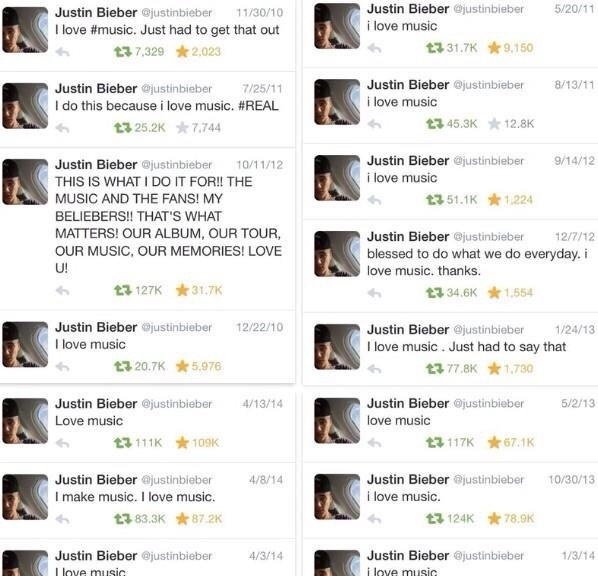 Justin Bieber @justinbieber 11/30/10
I love #music. Just had to get that out
7,329 2,023
Justin Bieber @justinbieber 7/25/11
I do this because i love music. #REAL
25.2K 7,744
Justin Bieber @justinbieber 10/11/12
THIS IS WHAT I DO IT FOR!! THE
MUSIC AND THE FANS! MY
BELIEBERS!! THAT'S WHAT
MATTERS! OUR ALBUM, OUR TOUR,
OUR MUSIC, OUR MEMORIES! LOVE
U!
127K 31.7K
Justin Bieber @justinbieber 12/22/10
I love music
20.7K 5,976
Justin Bieber @justinbieber 4/13/14
Love music
111K 109K
Justin Bieber @justinbieber 4/8/14
I make music. I love music.
83.3K 87.2K
Justin Bieber @justinbieber 4/3/14
I love music
Justin Bieber @justinbieber 5/20/11
i love music
31.7K 9,150
Justin Bieber @justinbieber 8/13/11
i love music
45.3K 12.8K
Justin Bieber @justinbieber 9/14/12
i love music
51.1K 1,224
Justin Bieber @justinbieber 12/7/12
blessed to do what we do everyday. i
love music. thanks.
34.6K 1,554
Justin Bieber @justinbieber 1/24/13
I love music . Just had to say that
77.8K 1,730
Justin Bieber @justinbieber 5/2/13
love music
117K 67.1K
Justin Bieber @justinbieber 10/30/13
i love music.
124K 78.9K
Justin Bieber @justinbieber 1/3/14
i love music